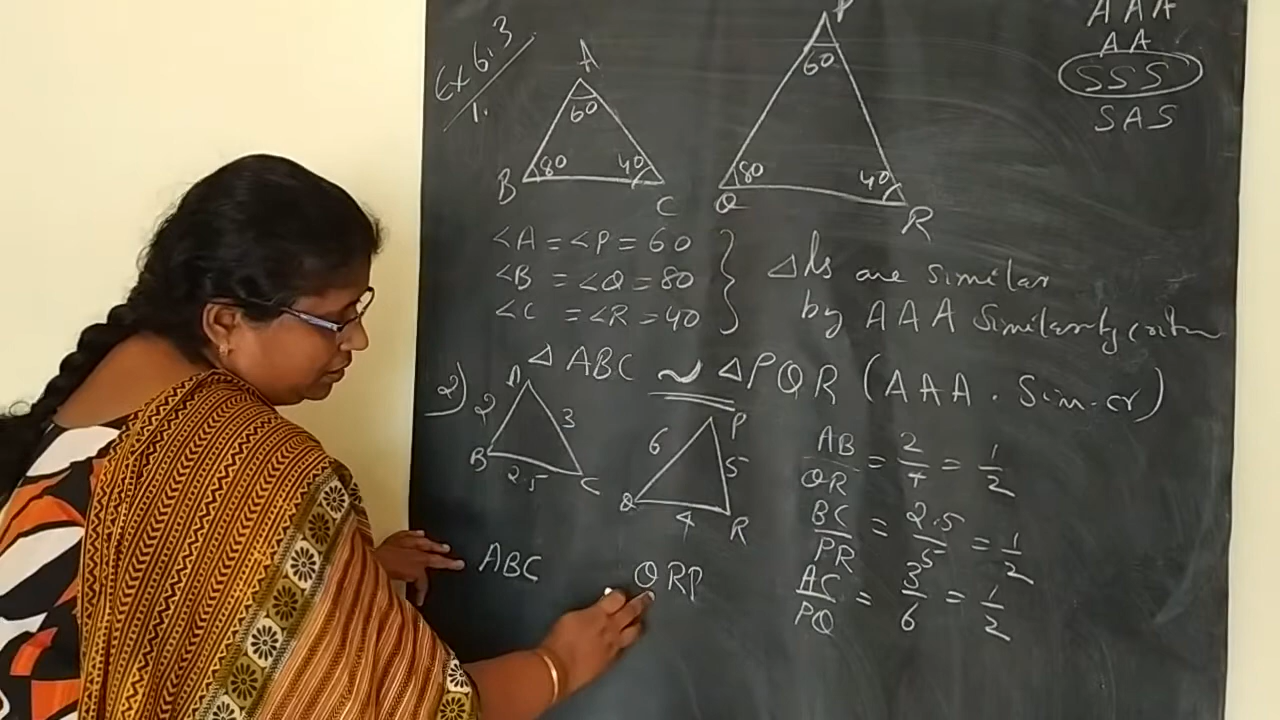 Ex 6.3
1.
A
60
B 80 40 C
P
60
Q 80 40 R
AAA
AA
SSS
SAS
<A = <P = 60
<B = <Q = 80
<C = <R = 40
Δls are similar
by AAA Similarity
Δ ABC ~ Δ PQR (AAA . Sim. cr)
2)
A
2 3
B 2.5 C
P
6 5
Q 4 R
AB/QR = 2/4 = 1/2
BC/PR = 2.5/5 = 1/2
AC/PQ = 3/6 = 1/2
ABC QRP